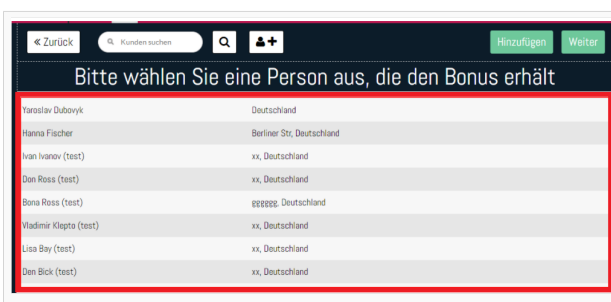 « Zurück Kunden suchen Hinzufügen Weiter
Bitte wählen Sie eine Person aus, die den Bonus erhält
Yaroslav Dubovyk Deutschland
Hanna Fischer Berliner Str, Deutschland
Ivan Ivanov (test) xx, Deutschland
Don Ross (test) xx, Deutschland
Bona Ross (test) gggggg, Deutschland
Vladimir Klepto (test) xx, Deutschland
Lisa Bay (test) xx, Deutschland
Den Bick (test) xx, Deutschland